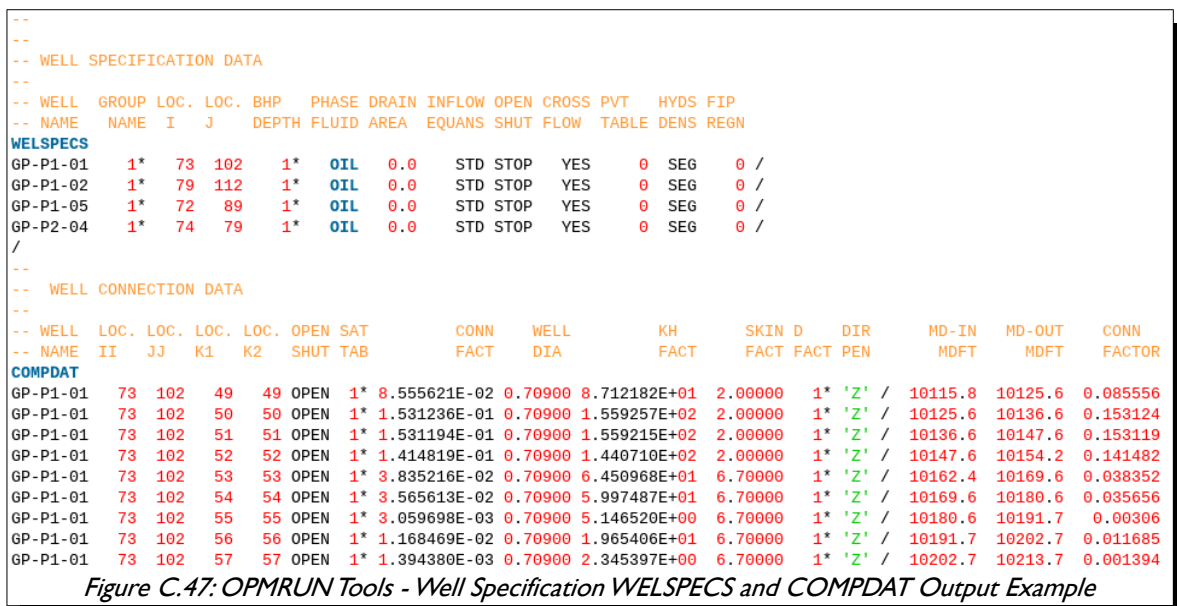 --
--
-- WELL SPECIFICATION DATA
--
-- WELL GROUP LOC. LOC. BHP PHASE DRAIN INFLOW OPEN CROSS PVT HYDS FIP
-- NAME NAME I J DEPTH FLUID AREA EQUANS SHUT FLOW TABLE DENS REGN
WELSPECS
GP-P1-01 1* 73 102 1* OIL 0.0 STD STOP YES 0 SEG 0 /
GP-P1-02 1* 79 112 1* OIL 0.0 STD STOP YES 0 SEG 0 /
GP-P1-05 1* 72 89 1* OIL 0.0 STD STOP YES 0 SEG 0 /
GP-P2-04 1* 74 79 1* OIL 0.0 STD STOP YES 0 SEG 0 /
/
--
-- WELL CONNECTION DATA
--
-- WELL LOC. LOC. LOC. LOC. OPEN SAT CONN WELL KH SKIN D DIR MD-IN MD-OUT CONN
-- NAME II JJ K1 K2 SHUT TAB FACT DIA FACT FACT FACT PEN MDFT MDFT FACTOR
COMPDAT
GP-P1-01 73 102 49 49 OPEN 1* 8.555621E-02 0.70900 8.712182E+01 2.00000 1* 'Z' / 10115.8 10125.6 0.085556
GP-P1-01 73 102 50 50 OPEN 1* 1.531236E-01 0.70900 1.559257E+02 2.00000 1* 'Z' / 10125.6 10136.6 0.153124
GP-P1-01 73 102 51 51 OPEN 1* 1.531194E-01 0.70900 1.559215E+02 2.00000 1* 'Z' / 10136.6 10147.6 0.153119
GP-P1-01 73 102 52 52 OPEN 1* 1.414819E-01 0.70900 1.440710E+02 2.00000 1* 'Z' / 10147.6 10154.2 0.141482
GP-P1-01 73 102 53 53 OPEN 1* 3.835216E-02 0.70900 6.450968E+01 6.70000 1* 'Z' / 10162.4 10169.6 0.038352
GP-P1-01 73 102 54 54 OPEN 1* 3.565613E-02 0.70900 5.997487E+01 6.70000 1* 'Z' / 10169.6 10180.6 0.035656
GP-P1-01 73 102 55 55 OPEN 1* 3.059698E-03 0.70900 5.146520E+00 6.70000 1* 'Z' / 10180.6 10191.7 0.00306
GP-P1-01 73 102 56 56 OPEN 1* 1.168469E-02 0.70900 1.965406E+01 6.70000 1* 'Z' / 10191.7 10202.7 0.011685
GP-P1-01 73 102 57 57 OPEN 1* 1.394380E-03 0.70900 2.345397E+00 6.70000 1* 'Z' / 10202.7 10213.7 0.001394
Figure C.47: OPMRUN Tools - Well Specification WELSPECS and COMPDAT Output Example